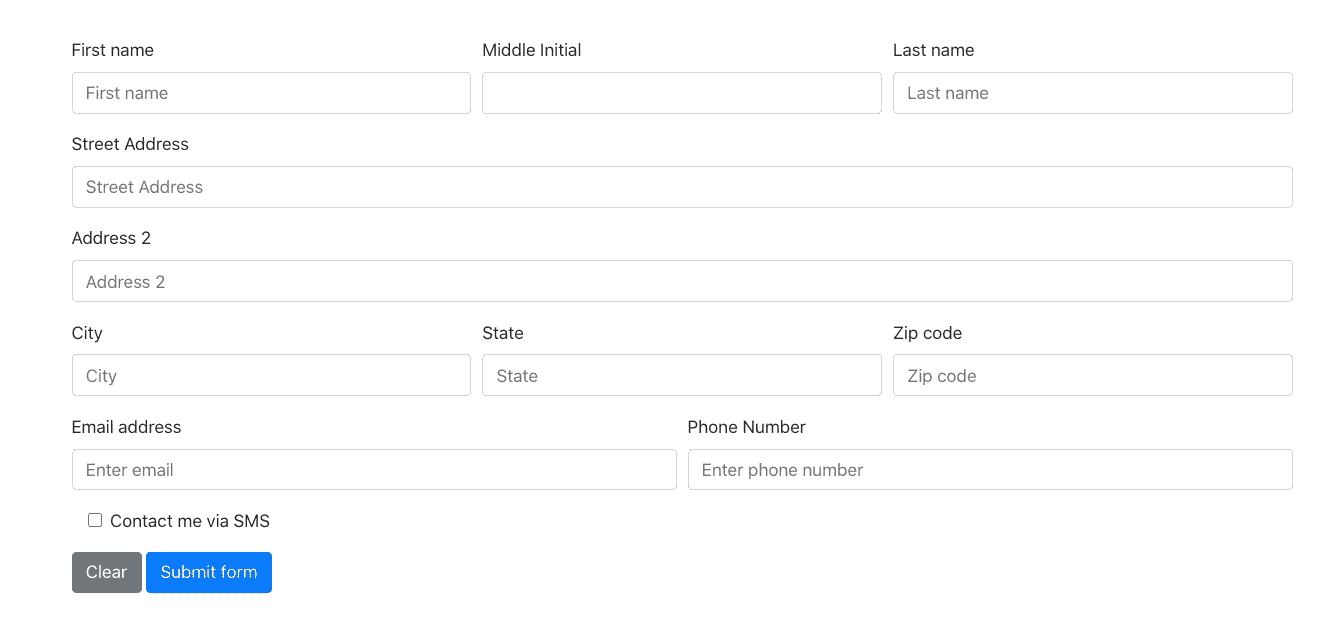 First name Middle Initial Last name
First name Last name
Street Address
Street Address
Address 2
Address 2
City State Zip code
City State Zip code
Email address Phone Number
Enter email Enter phone number
Contact me via SMS
Clear Submit form